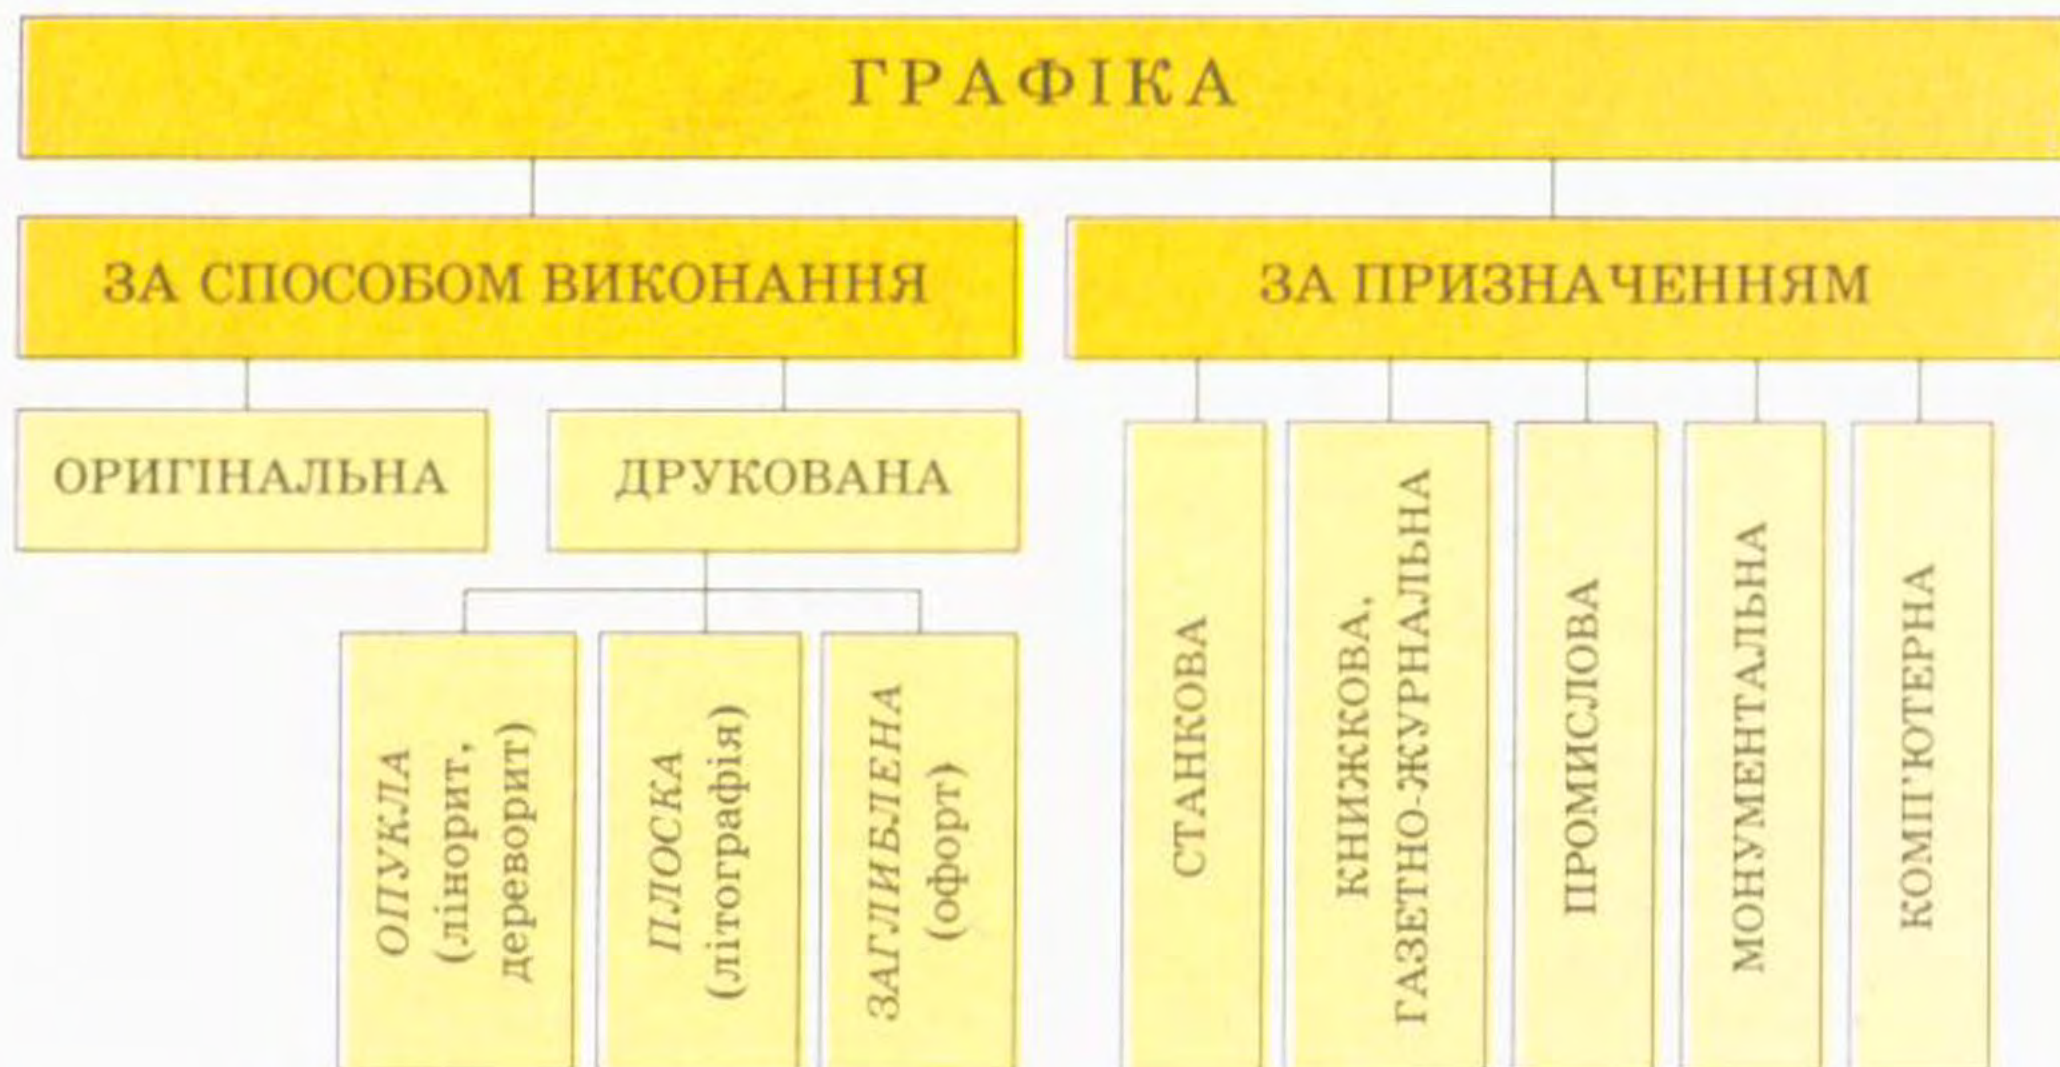 ГРАФІКА
ЗА СПОСОБОМ ВИКОНАННЯ
ЗА ПРИЗНАЧЕННЯМ
ОРИГІНАЛЬНА
ДРУКОВАНА
ОПУКЛА
(лінорит,
дереворит)
ПЛОСКА
(літографія)
ЗАГЛИБЛЕНА
(офорт)
СТАНКОВА
КНИЖКОВА,
ГАЗЕТНО-ЖУРНАЛЬНА
ПРОМИСЛОВА
МОНУМЕНТАЛЬНА
КОМП'ЮТЕРНА